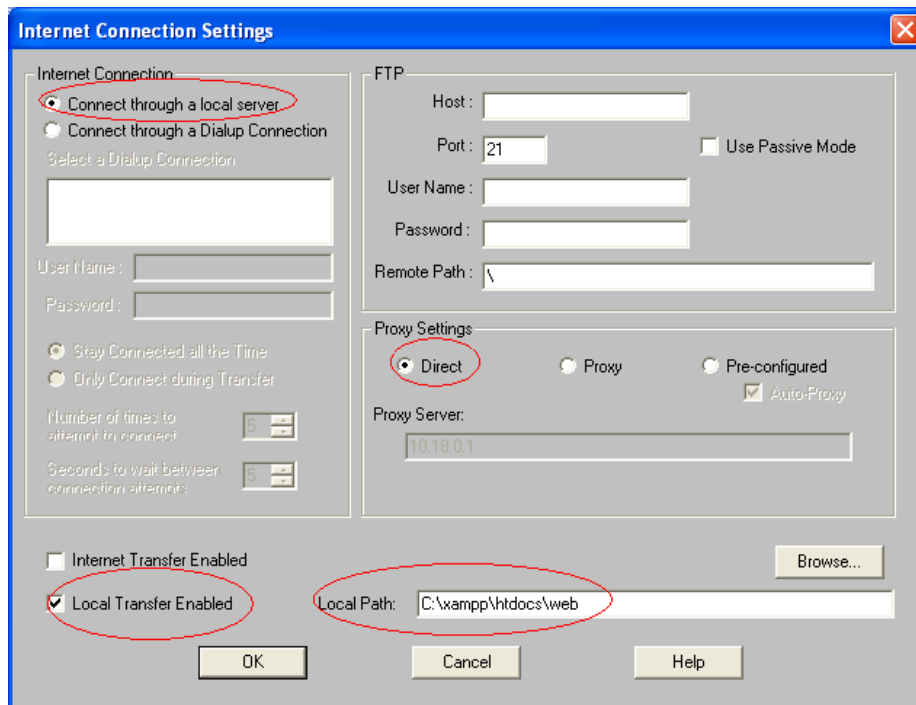 Internet Connection Settings
Internet Connection
Connect through a local server
Connect through a Dialup Connection
Select a Dialup Connection
User Name :
Password :
Stay Connected all the Time
Only Connect during Transfer
Number of times to
attempt to connect
5
Seconds to wait between
connection attempts
5
FTP
Host :
Port : 21
Use Passive Mode
User Name :
Password :
Remote Path : \
Proxy Settings
Direct
Proxy
Pre-configured
Auto-Proxy
Proxy Server:
10.18.0.1
Internet Transfer Enabled
Browse...
Local Transfer Enabled
Local Path: C:\xampp\htdocs\web
OK
Cancel
Help